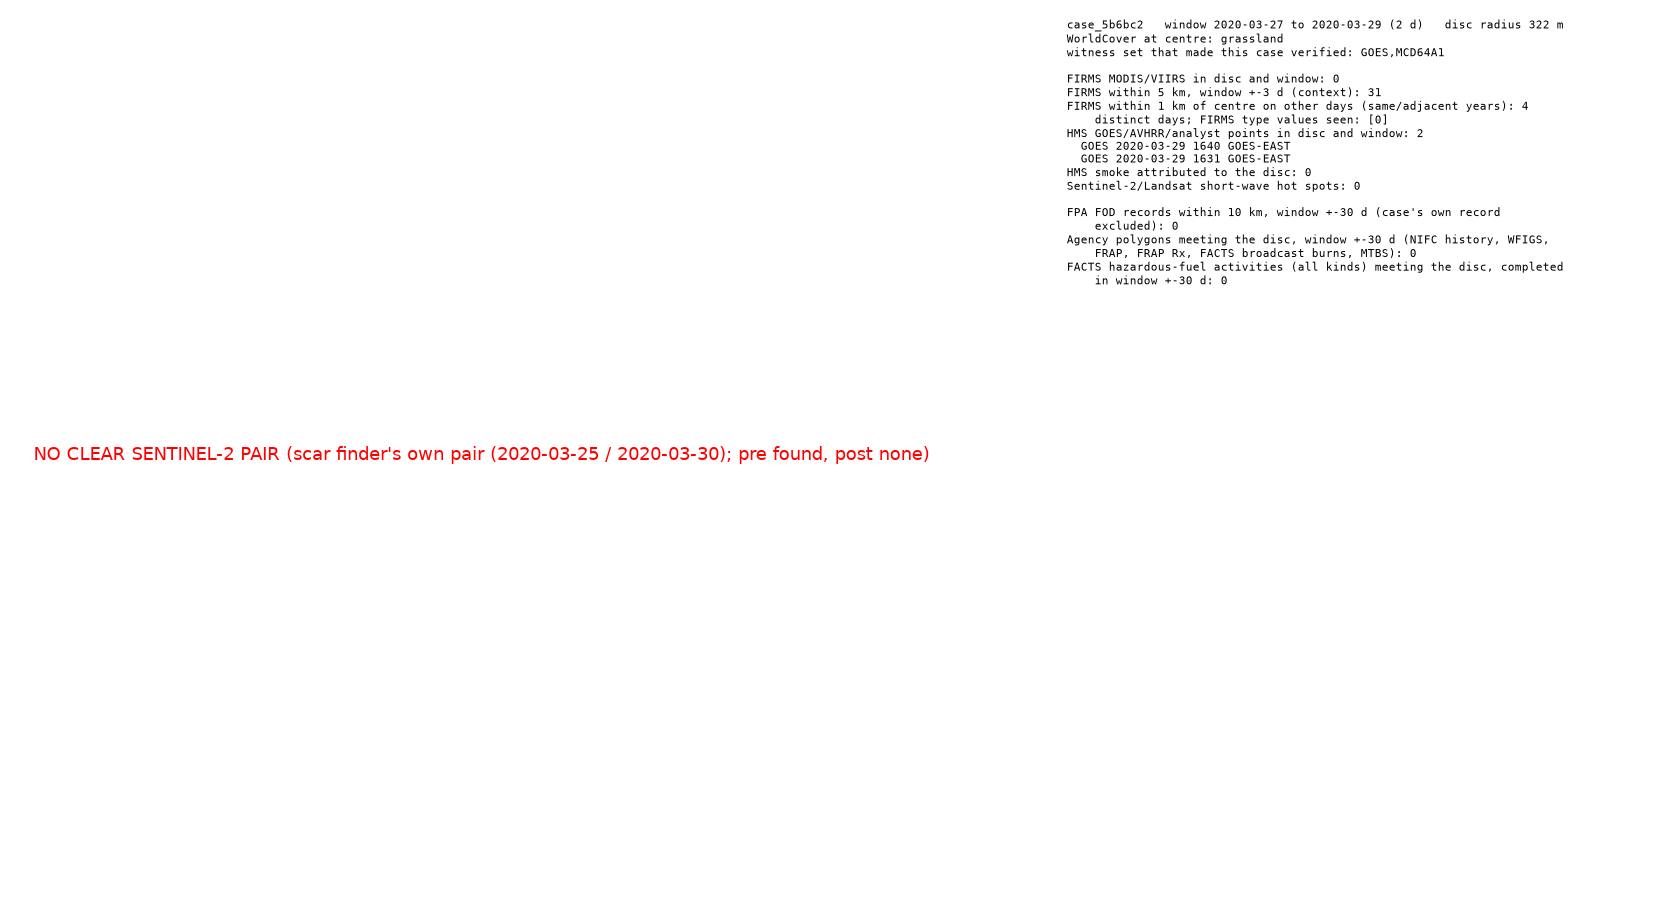 case_5b6bc2   window 2020-03-27 to 2020-03-29 (2 d)   disc radius 322 m
WorldCover at centre: grassland
witness set that made this case verified: GOES,MCD64A1
FIRMS MODIS/VIIRS in disc and window: 0
FIRMS within 5 km, window +-3 d (context): 31
FIRMS within 1 km of centre on other days (same/adjacent years): 4
distinct days; FIRMS type values seen: [0]
HMS GOES/AVHRR/analyst points in disc and window: 2
GOES 2020-03-29 1640 GOES-EAST
GOES 2020-03-29 1631 GOES-EAST
HMS smoke attributed to the disc: 0
Sentinel-2/Landsat short-wave hot spots: 0
FPA FOD records within 10 km, window +-30 d (case's own record
excluded): 0
Agency polygons meeting the disc, window +-30 d (NIFC history, WFIGS,
FRAP, FRAP Rx, FACTS broadcast burns, MTBS): 0
FACTS hazardous-fuel activities (all kinds) meeting the disc, completed
in window +-30 d: 0
NO CLEAR SENTINEL-2 PAIR (scar finder's own pair (2020-03-25 / 2020-03-30); pre found, post none)